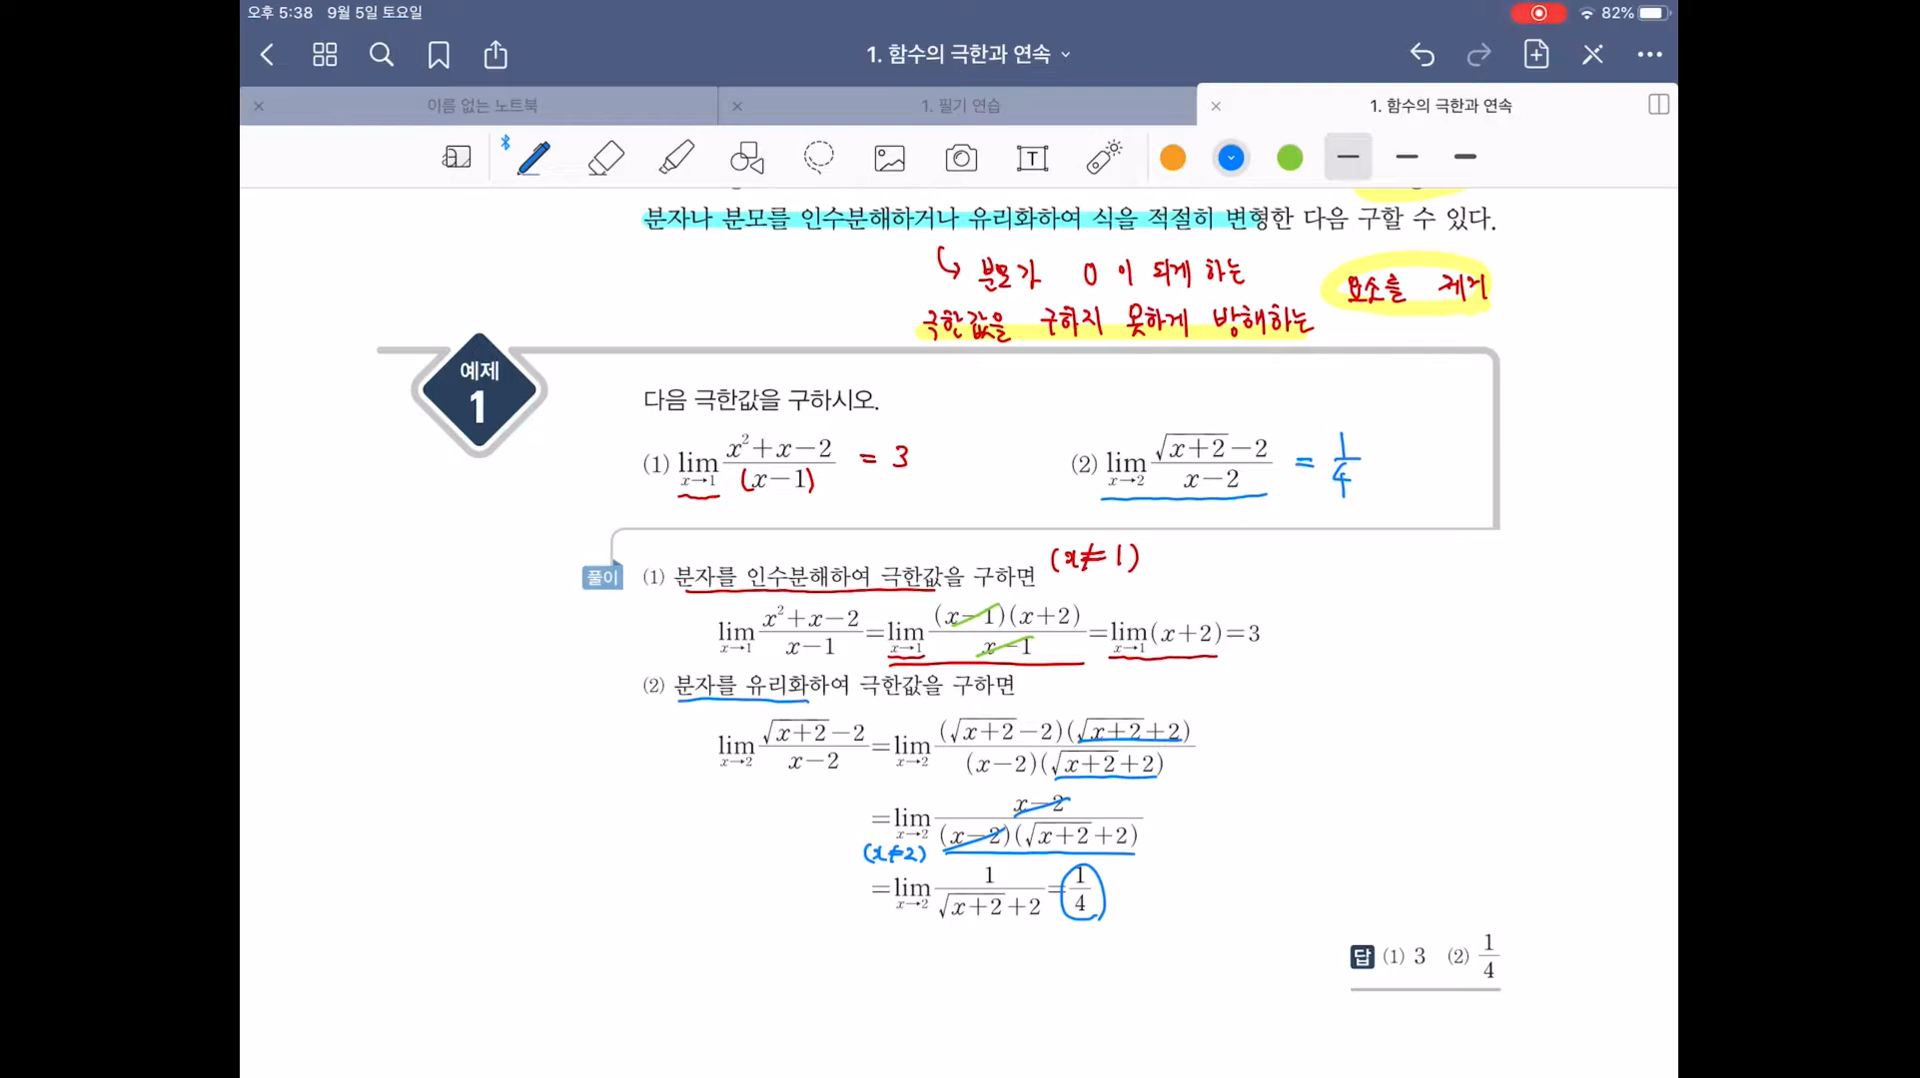 오후 5:38 9월 5일 토요일
82%
1. 함수의 극한과 연속
이름 없는 노트북
1. 필기 연습
1. 함수의 극한과 연속
분자나 분모를 인수분해하거나 유리화하여 식을 적절히 변형한 다음 구할 수 있다.
↳ 분모가 0 이 되게 하는
요소를 제거
극한값을 구하지 못하게 방해하는
예제
1
다음 극한값을 구하시오.
(1) lim x→1 (x²+x−2)/(x−1) = 3
(2) lim x→2 (√(x+2)−2)/(x−2) = 1/4
풀이
(1) 분자를 인수분해하여 극한값을 구하면 (x≠1)
lim x→1 (x²+x−2)/(x−1) = lim x→1 (x−1)(x+2)/(x−1) = lim x→1 (x+2) = 3
(2) 분자를 유리화하여 극한값을 구하면
lim x→2 (√(x+2)−2)/(x−2) = lim x→2 (√(x+2)−2)(√(x+2)+2)/(x−2)(√(x+2)+2)
= lim x→2 (x−2)/(x−2)(√(x+2)+2)
(x≠2)
= lim x→2 1/(√(x+2)+2) = 1/4
답 (1) 3 (2) 1/4